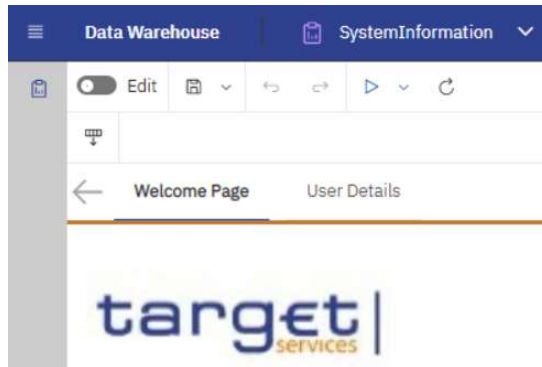 Data Warehouse SystemInformation
Edit
Welcome Page User Details
target
services